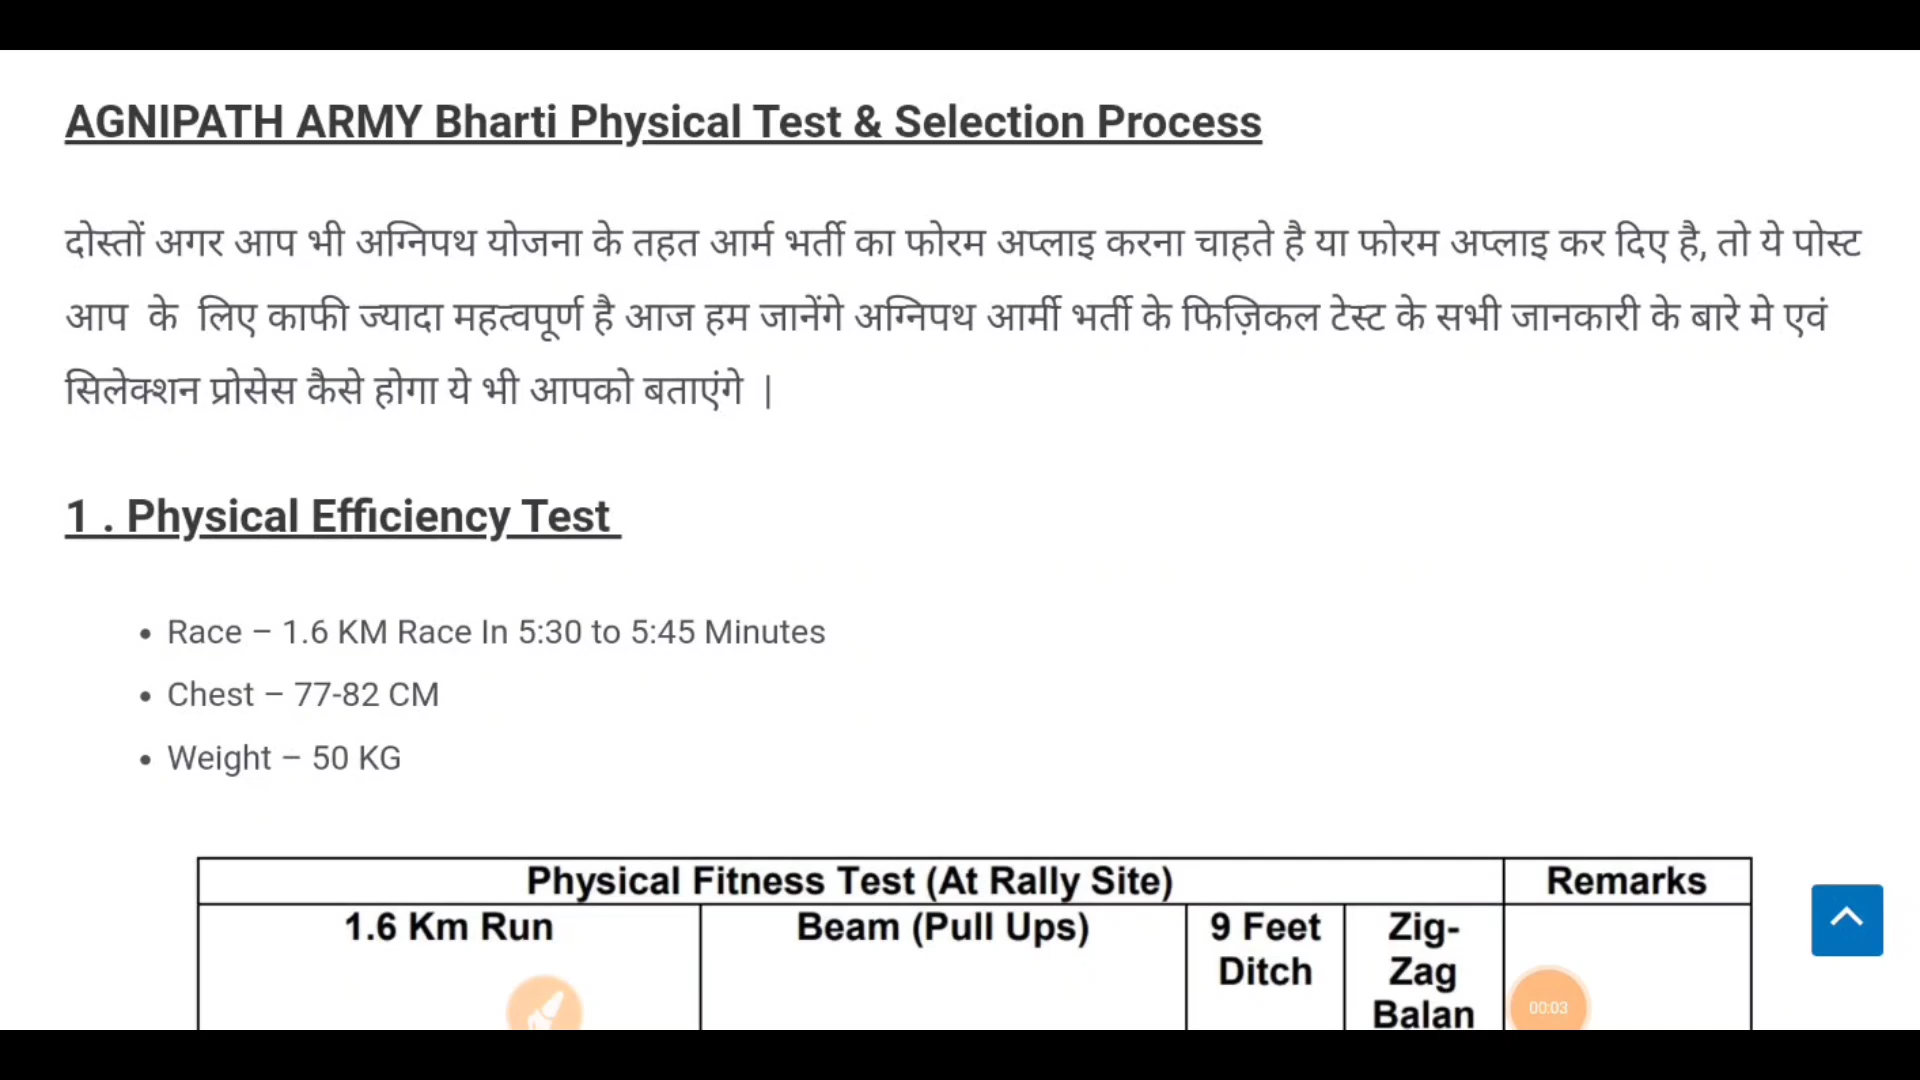 AGNIPATH ARMY Bharti Physical Test & Selection Process
दोस्तों अगर आप भी अग्निपथ योजना के तहत आर्म भर्ती का फोरम अप्लाइ करना चाहते है या फोरम अप्लाइ कर दिए है, तो ये पोस्ट
आप के लिए काफी ज्यादा महत्वपूर्ण है आज हम जानेंगे अग्निपथ आर्मी भर्ती के फिज़िकल टेस्ट के सभी जानकारी के बारे मे एवं
सिलेक्शन प्रोसेस कैसे होगा ये भी आपको बताएंगे |
1 . Physical Efficiency Test
• Race – 1.6 KM Race In 5:30 to 5:45 Minutes
• Chest – 77-82 CM
• Weight – 50 KG
Physical Fitness Test (At Rally Site) Remarks
1.6 Km Run Beam (Pull Ups) 9 Feet Zig-
Ditch Zag
Balan
00:03